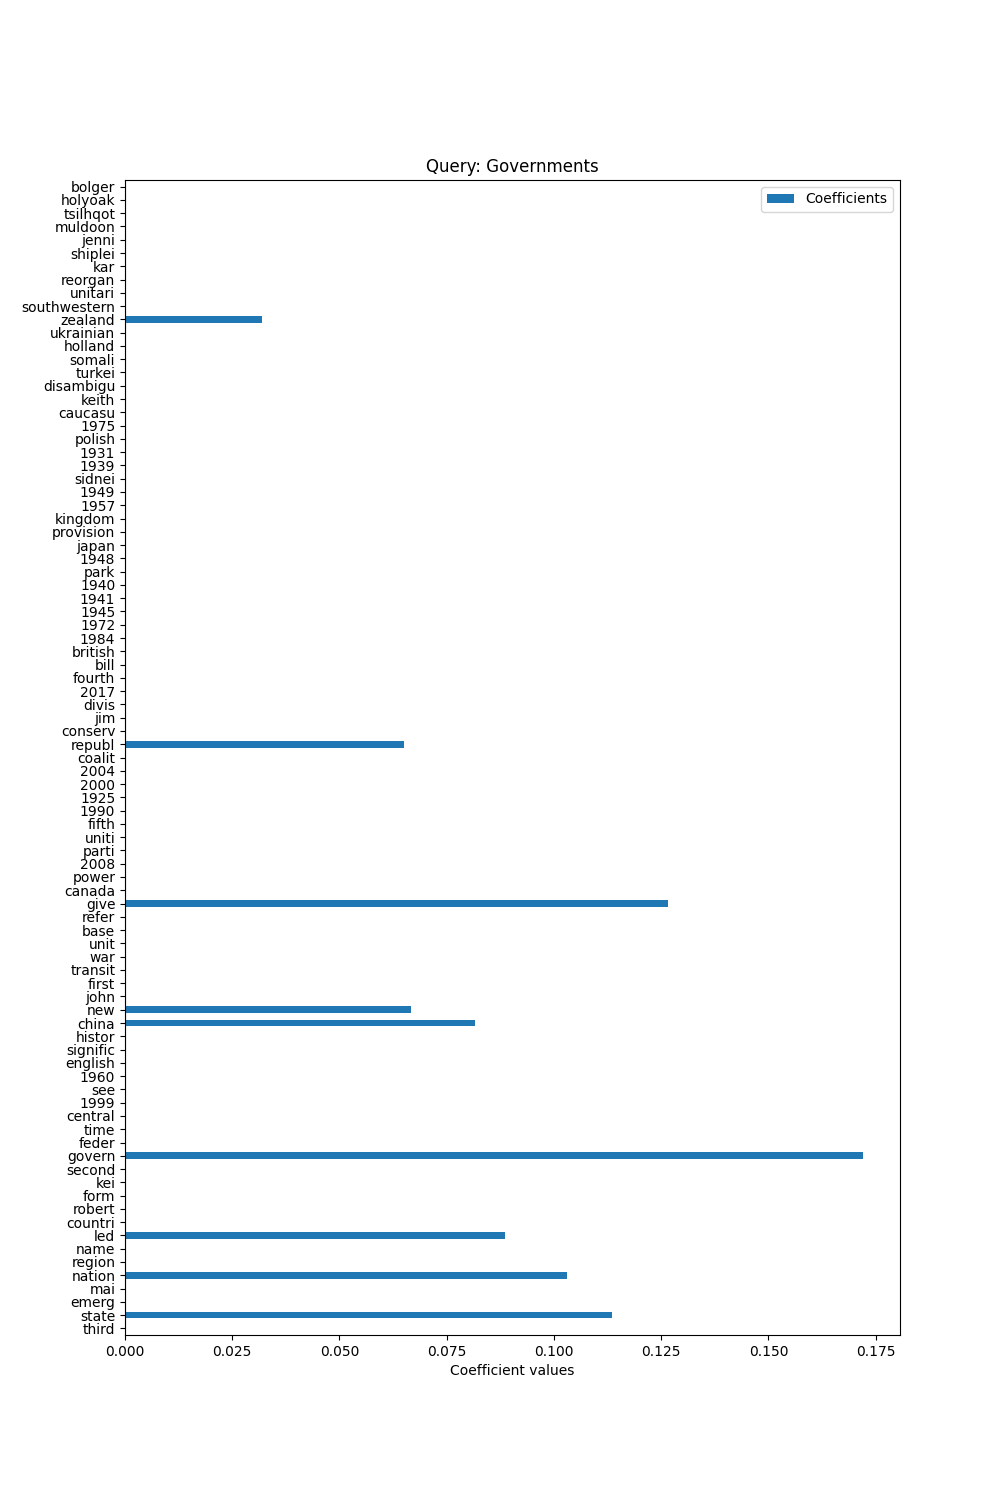 Query: Governments
Coefficients
bolger
holyoak
tsilhqot
muldoon
jenni
shiplei
kar
reorgan
unitari
southwestern
zealand
ukrainian
holland
somali
turkei
disambigu
keith
caucasu
1975
polish
1931
1939
sidnei
1949
1957
kingdom
provision
japan
1948
park
1940
1941
1945
1972
1984
british
bill
fourth
2017
divis
jim
conserv
republ
coalit
2004
2000
1925
1990
fifth
uniti
parti
2008
power
canada
give
refer
base
unit
war
transit
first
john
new
china
histor
signific
english
1960
see
1999
central
time
feder
govern
second
kei
form
robert
countri
led
name
region
nation
mai
emerg
state
third
0.000 0.025 0.050 0.075 0.100 0.125 0.150 0.175
Coefficient values